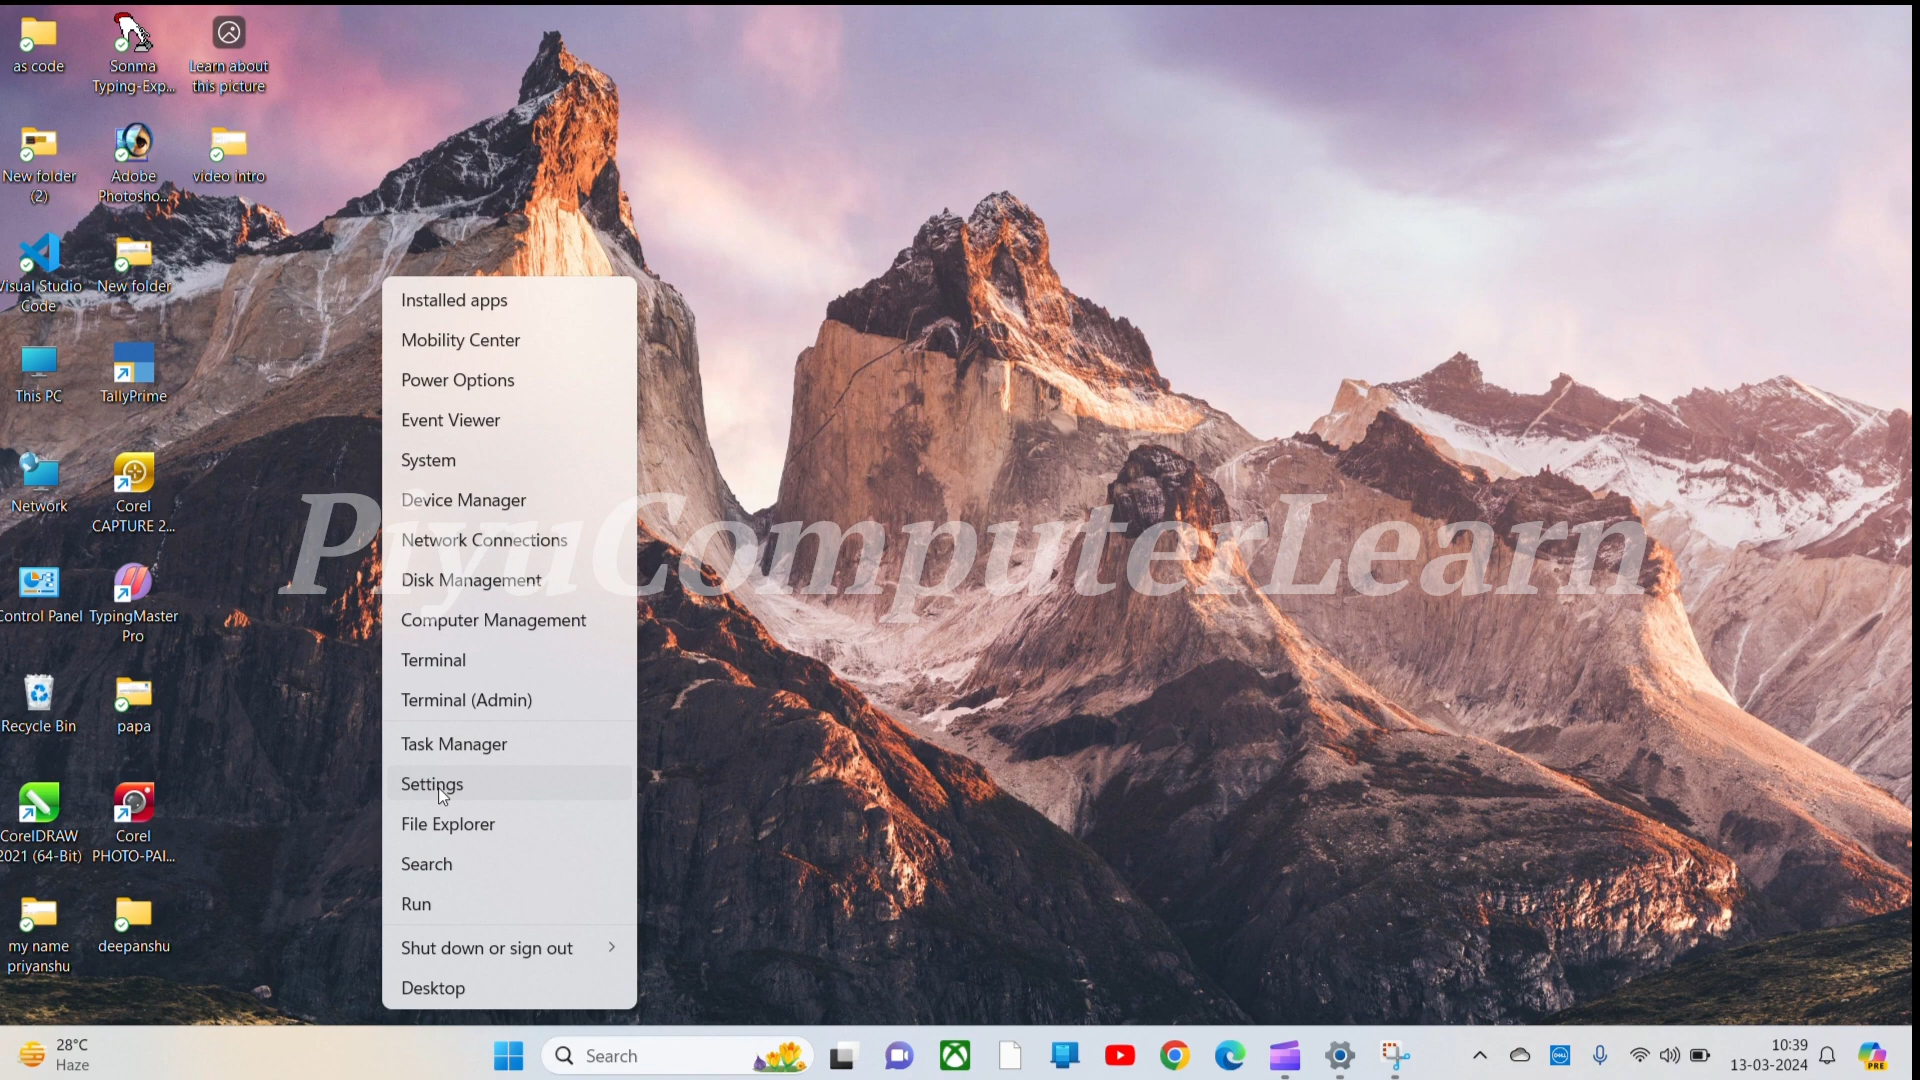 as code
Sonma
Typing-Exp...
Learn about
this picture
New folder
(2)
Adobe
Photosho...
video intro
Visual Studio
Code
New folder
This PC
TallyPrime
Network
Corel
CAPTURE 2...
Control Panel
TypingMaster
Pro
Recycle Bin
papa
CorelDRAW
2021 (64-Bit)
Corel
PHOTO-PAI...
my name
priyanshu
deepanshu
Installed apps
Mobility Center
Power Options
Event Viewer
System
Device Manager
Network Connections
Disk Management
Computer Management
Terminal
Terminal (Admin)
Task Manager
Settings
File Explorer
Search
Run
Shut down or sign out
Desktop
PiyuComputerLearn
28°C
Haze
Search
DELL
10:39
13-03-2024
PRE